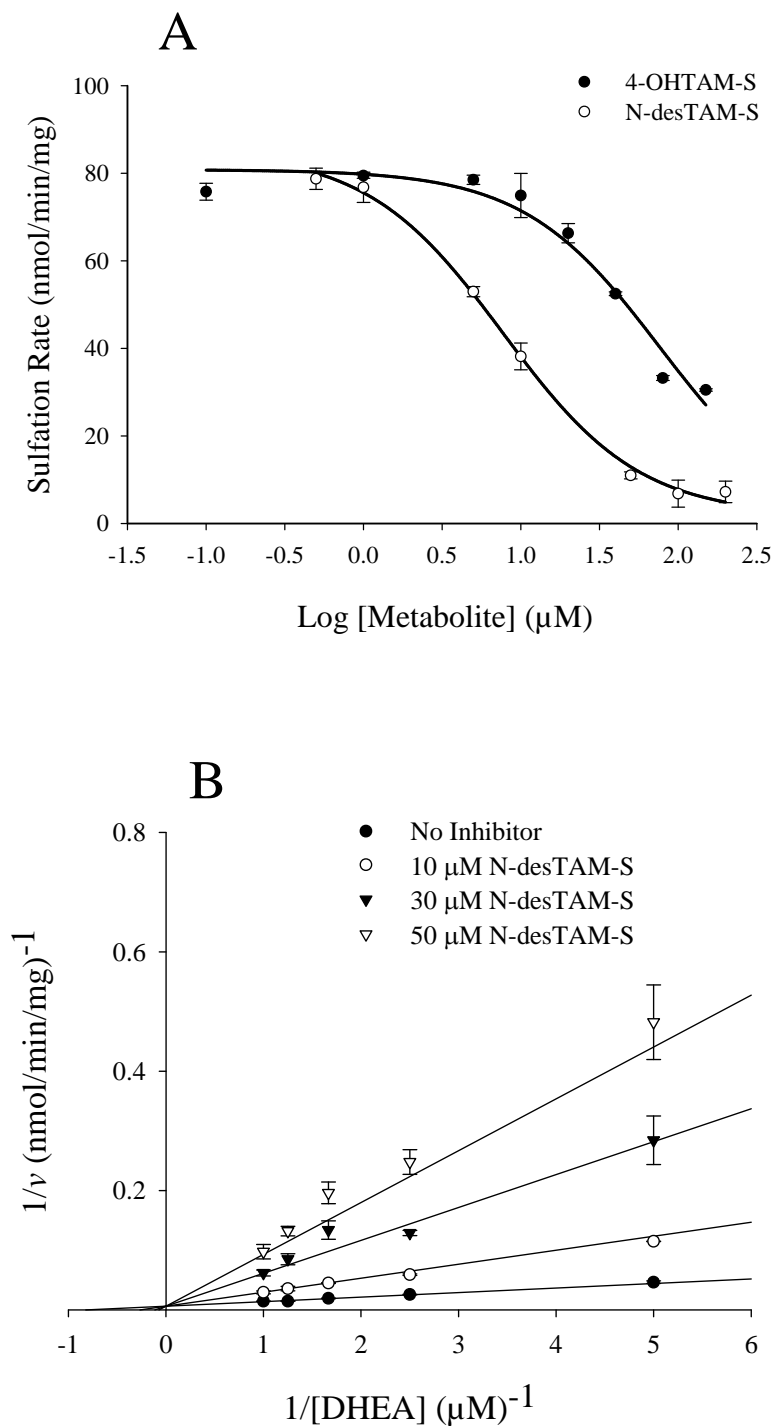 A
4-OHTAM-S
N-desTAM-S
100
80
60
40
20
0
-1.5 -1.0 -0.5 0.0 0.5 1.0 1.5 2.0 2.5
Sulfation Rate (nmol/min/mg)
Log [Metabolite] (µM)
B
No Inhibitor
10 µM N-desTAM-S
30 µM N-desTAM-S
50 µM N-desTAM-S
0.8
0.6
0.4
0.2
-1 0 1 2 3 4 5 6
1/v (nmol/min/mg)-1
1/[DHEA] (µM)-1